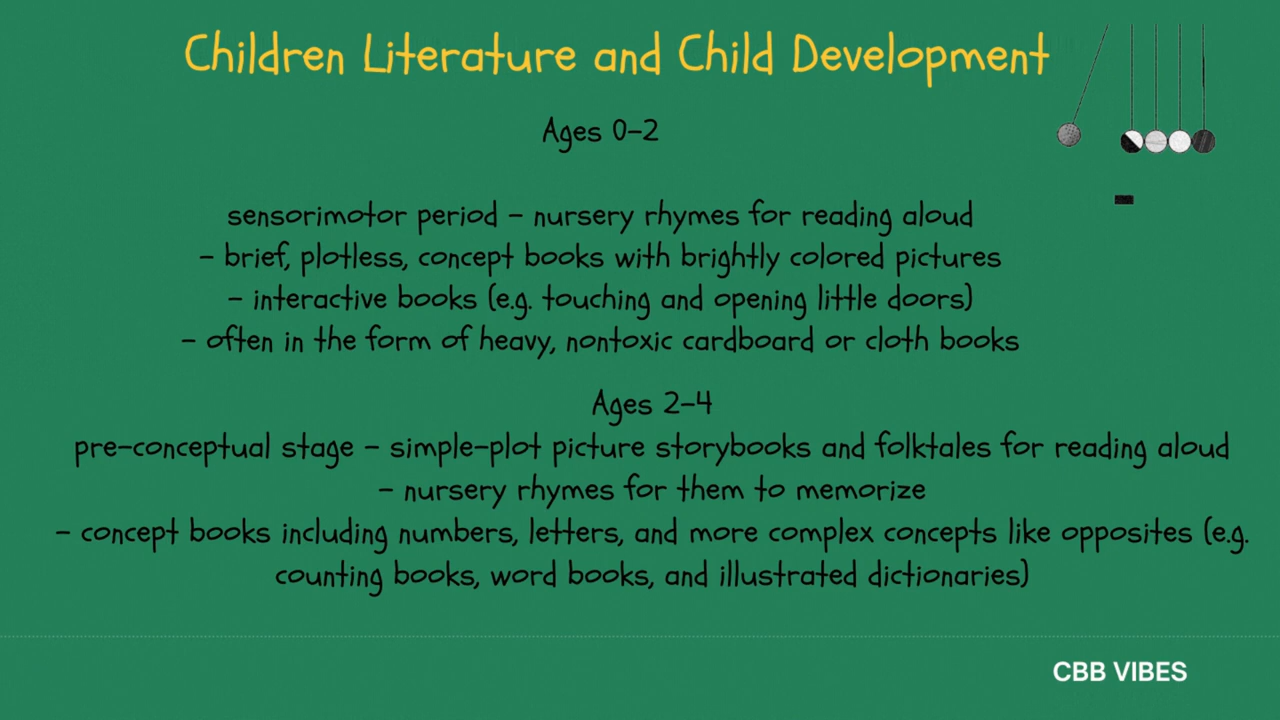 Children Literature and Child Development
Ages 0-2
sensorimotor period - nursery rhymes for reading aloud
- brief, plotless, concept books with brightly colored pictures
- interactive books (e.g. touching and opening little doors)
- often in the form of heavy, nontoxic cardboard or cloth books
Ages 2-4
pre-conceptual stage - simple-plot picture storybooks and folktales for reading aloud
- nursery rhymes for them to memorize
- concept books including numbers, letters, and more complex concepts like opposites (e.g.
counting books, word books, and illustrated dictionaries)
CBB VIBES